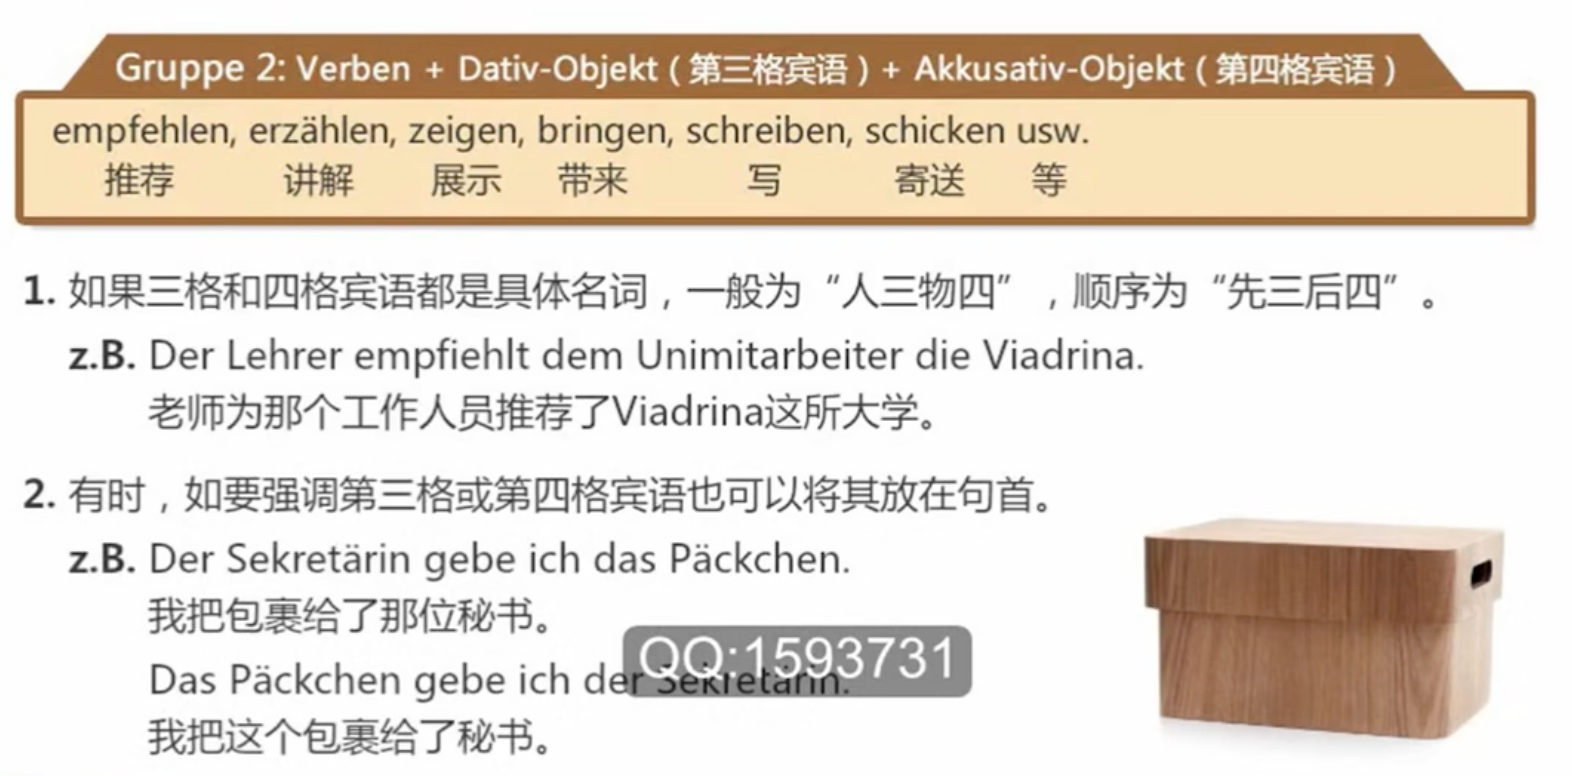 Gruppe 2: Verben + Dativ-Objekt（第三格宾语）+ Akkusativ-Objekt（第四格宾语）
empfehlen, erzählen, zeigen, bringen, schreiben, schicken usw.
推荐 讲解 展示 带来 写 寄送 等
1. 如果三格和四格宾语都是具体名词，一般为“人三物四”，顺序为“先三后四”。
z.B. Der Lehrer empfiehlt dem Unimitarbeiter die Viadrina.
老师为那个工作人员推荐了Viadrina这所大学。
2. 有时，如要强调第三格或第四格宾语也可以将其放在句首。
z.B. Der Sekretärin gebe ich das Päckchen.
我把包裹给了那位秘书。
QQ:1593731
Das Päckchen gebe ich der Sekretärin.
我把这个包裹给了秘书。